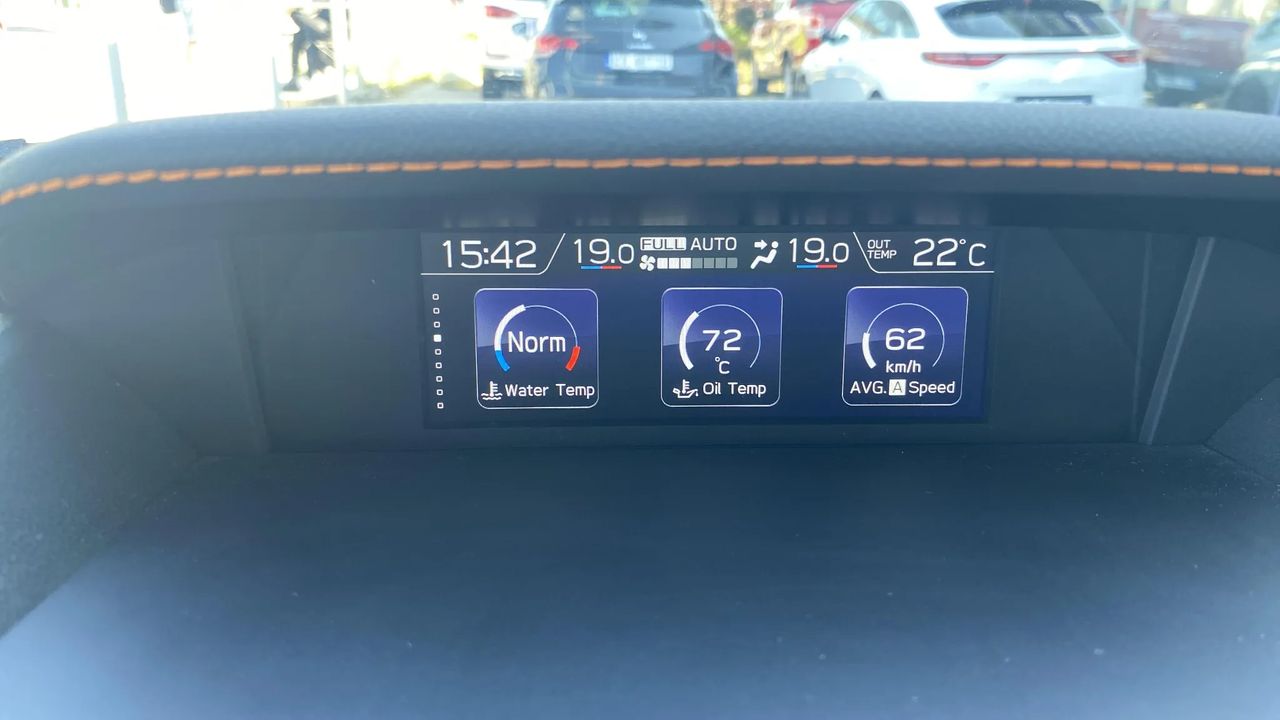 15:42 19.0 FULL AUTO 19.0 OUT TEMP 22°C
Norm
Water Temp
72
°C
Oil Temp
62
km/h
AVG. A Speed